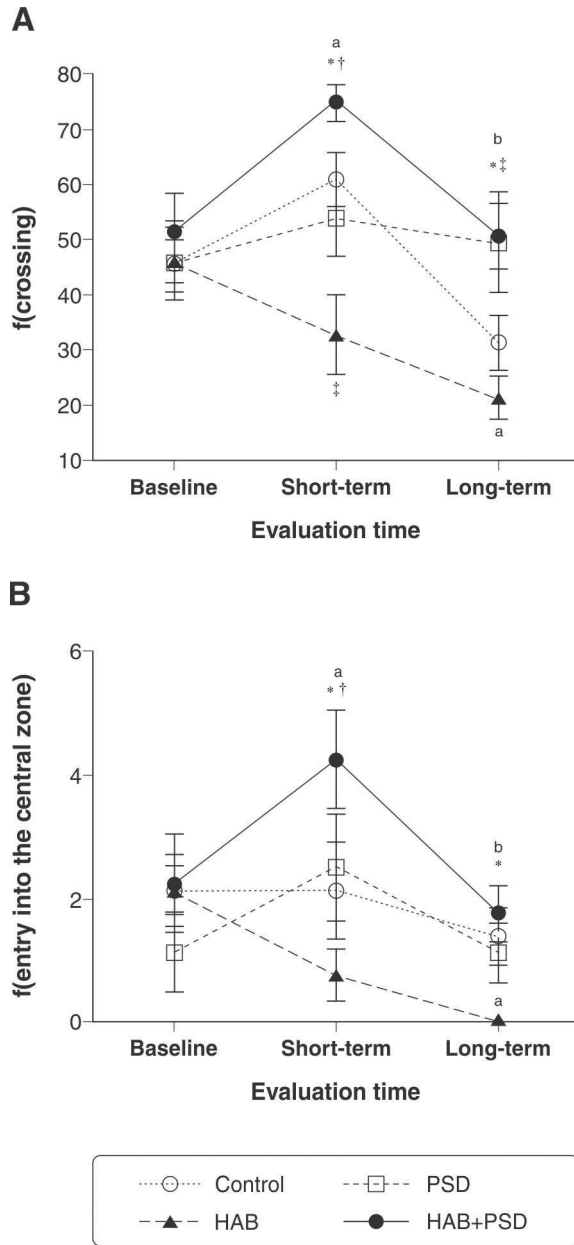 A
f(crossing)
80
70
60
50
40
30
20
10
a
*†
b
*‡
‡
a
Baseline Short-term Long-term
Evaluation time
B
f(entry into the central zone)
6
4
2
0
a
* †
b
*
a
Baseline Short-term Long-term
Evaluation time
Control PSD
HAB HAB+PSD